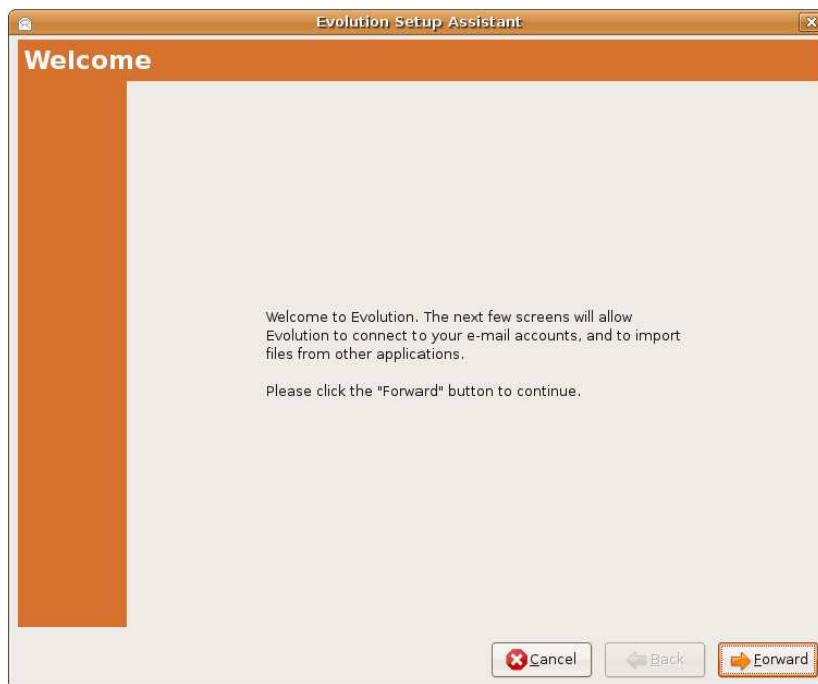 Evolution Setup Assistant
Welcome
Welcome to Evolution. The next few screens will allow
Evolution to connect to your e-mail accounts, and to import
files from other applications.
Please click the "Forward" button to continue.
Cancel Back Forward